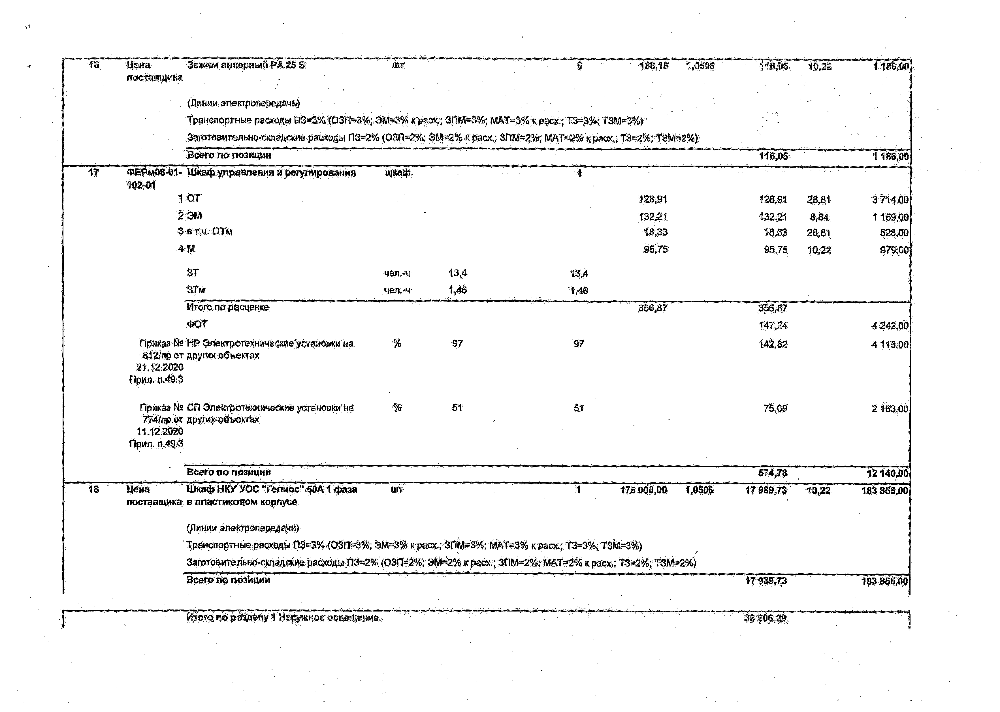 16 Цена Зажим анкерный РА 25 S шт 6 188,16 1,0506 116,05 10,22 1 186,00
поставщика
(Линии электропередачи)
Транспортные расходы ПЗ=3% (ОЗП=3%; ЭМ=3% к расх.; ЗПМ=3%; МАТ=3% к расх.; ТЗ=3%; ТЗМ=3%)
Заготовительно-складские расходы ПЗ=2% (ОЗП=2%; ЭМ=2% к расх.; ЗПМ=2%; МАТ=2% к расх.; ТЗ=2%; ТЗМ=2%)
Всего по позиции 116,05 1 186,00
17 ФЕРм08-01- Шкаф управления и регулирования шкаф 1
102-01
1 ОТ 128,91 128,91 28,81 3 714,00
2 ЭМ 132,21 132,21 8,84 1 169,00
3 в т.ч. ОТм 18,33 18,33 28,81 528,00
4 М 95,75 95,75 10,22 979,00
ЗТ чел.-ч 13,4 13,4
ЗТм чел.-ч 1,46 1,46
Итого по расценке 356,87 356,87
ФОТ 147,24 4 242,00
Приказ № НР Электротехнические установки на % 97 97 142,82 4 115,00
812/пр от других объектах
21.12.2020
Прил. п.49.3
Приказ № СП Электротехнические установки на % 51 51 75,09 2 163,00
774/пр от других объектах
11.12.2020
Прил. п.49.3
Всего по позиции 574,78 12 140,00
18 Цена Шкаф НКУ УОС "Гелиос" 50А 1 фаза шт 1 175 000,00 1,0506 17 989,73 10,22 183 855,00
поставщика в пластиковом корпусе
(Линии электропередачи)
Транспортные расходы ПЗ=3% (ОЗП=3%; ЭМ=3% к расх.; ЗПМ=3%; МАТ=3% к расх.; ТЗ=3%; ТЗМ=3%)
Заготовительно-складские расходы ПЗ=2% (ОЗП=2%; ЭМ=2% к расх.; ЗПМ=2%; МАТ=2% к расх.; ТЗ=2%; ТЗМ=2%)
Всего по позиции 17 989,73 183 855,00
Итого по разделу 1 Наружное освещение. 38 606,29